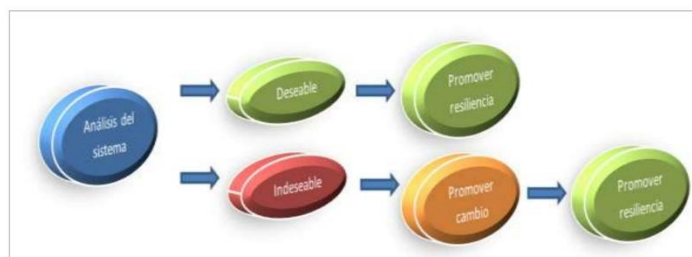 Análisis del
sistema
Deseable
Promover
resiliencia
Indeseable
Promover
cambio
Promover
resiliencia